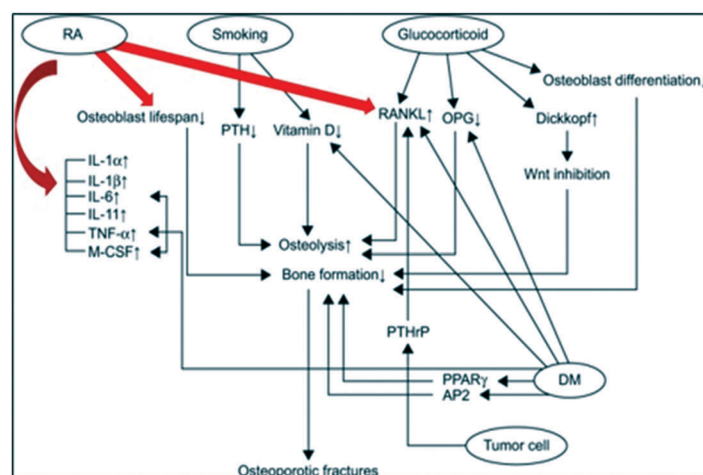 RA
Smoking
Glucocorticoid
Osteoblast differentiation↓
Osteoblast lifespan↓
PTH↓
Vitamin D↓
RANKL↑
OPG↓
Dickkopf↑
Wnt inhibition
IL-1α↑
IL-1β↑
IL-6↑
IL-11↑
TNF-α↑
M-CSF↑
Osteolysis↑
Bone formation↓
PTHrP
PPARγ
AP2
DM
Tumor cell
Osteoporotic fractures